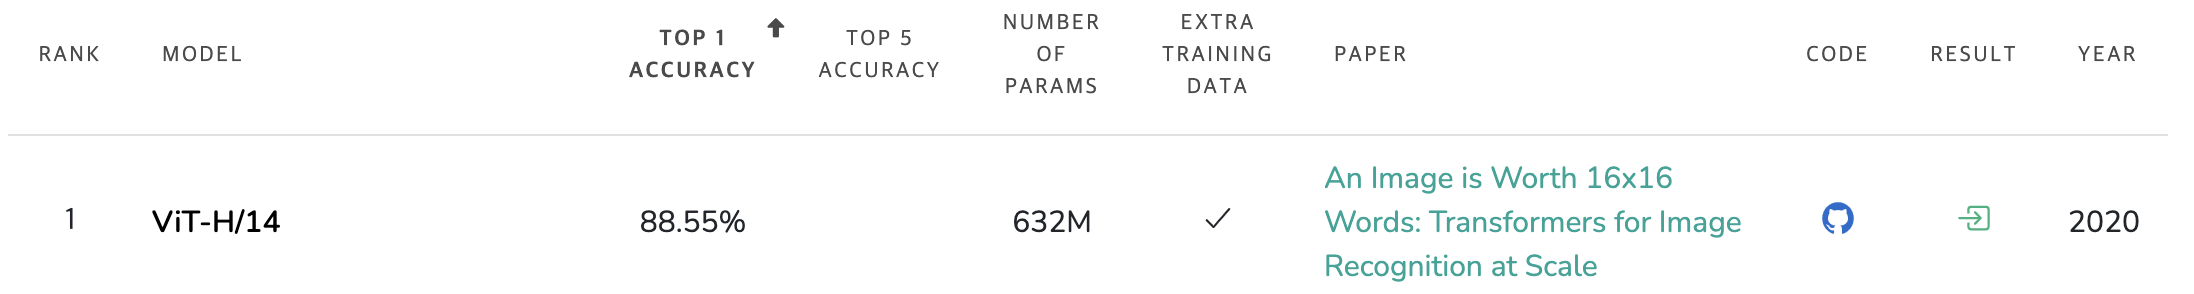 RANK MODEL TOP 1 ACCURACY TOP 5 ACCURACY NUMBER OF PARAMS EXTRA TRAINING DATA PAPER CODE RESULT YEAR
1 ViT-H/14 88.55% 632M ✓ An Image is Worth 16x16
Words: Transformers for Image
Recognition at Scale
2020